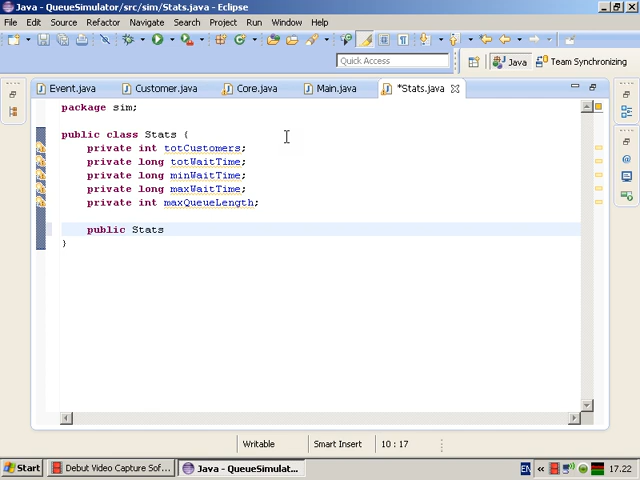 Java - QueueSimulator/src/sim/Stats.java - Eclipse
File Edit Source Refactor Navigate Search Project Run Window Help
Quick Access
Java
Team Synchronizing
Event.java Customer.java Core.java Main.java *Stats.java
package sim;
public class Stats {
private int totCustomers;
private long totWaitTime;
private long minWaitTime;
private long maxWaitTime;
private int maxQueueLength;
public Stats
}
Writable Smart Insert 10 : 17
Start Debut Video Capture Sof... Java - QueueSimulat... EN « 17.22